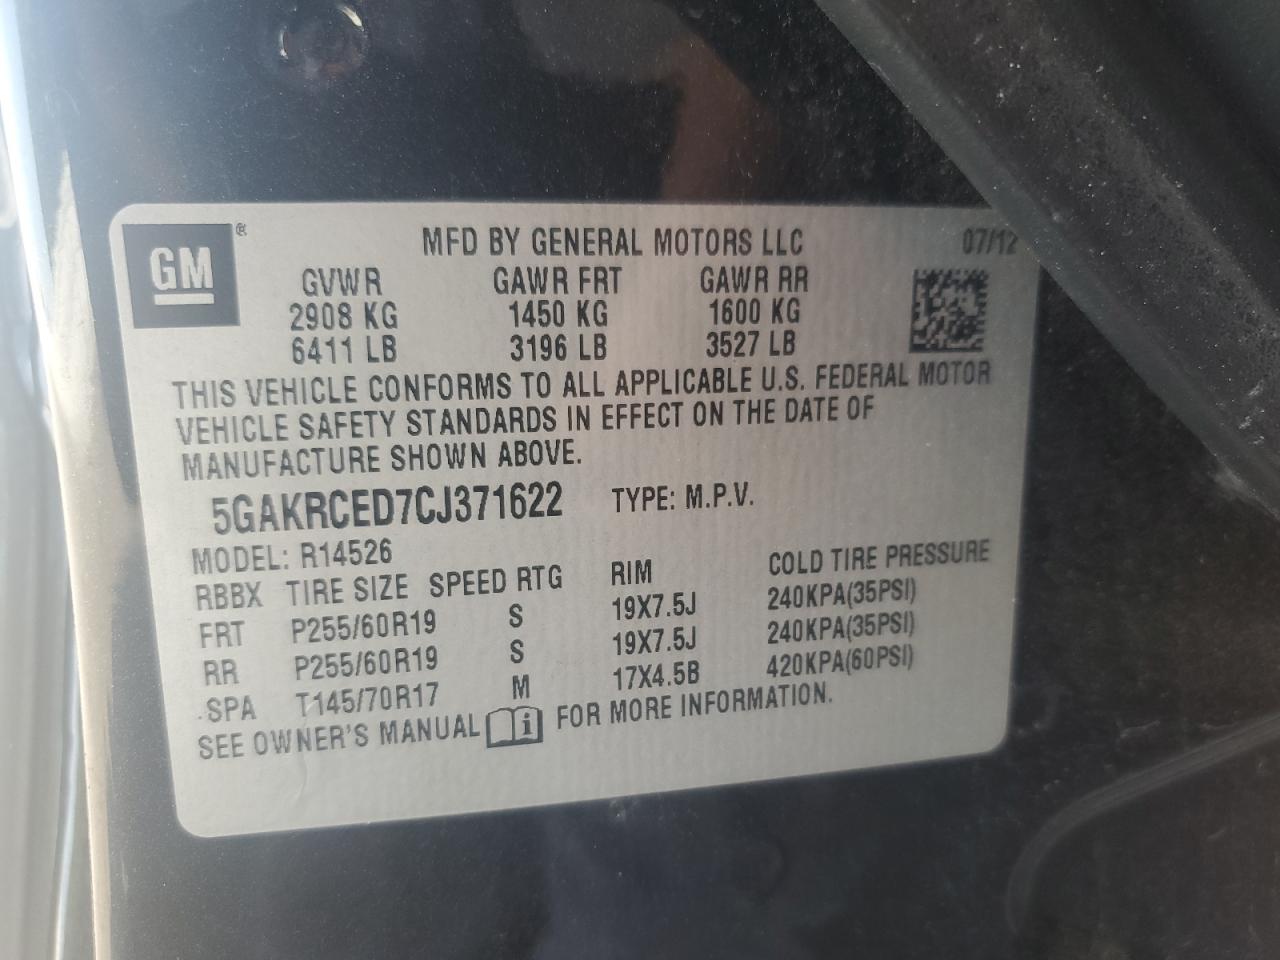 GM ® MFD BY GENERAL MOTORS LLC 07/12
GVWR GAWR FRT GAWR RR
2908 KG 1450 KG 1600 KG
6411 LB 3196 LB 3527 LB
THIS VEHICLE CONFORMS TO ALL APPLICABLE U.S. FEDERAL MOTOR
VEHICLE SAFETY STANDARDS IN EFFECT ON THE DATE OF
MANUFACTURE SHOWN ABOVE.
5GAKRCED7CJ371622 TYPE: M.P.V.
MODEL: R14526
RBBX TIRE SIZE SPEED RTG RIM COLD TIRE PRESSURE
FRT P255/60R19 S 19X7.5J 240KPA(35PSI)
RR P255/60R19 S 19X7.5J 240KPA(35PSI)
SPA T145/70R17 M 17X4.5B 420KPA(60PSI)
SEE OWNER'S MANUAL i FOR MORE INFORMATION.